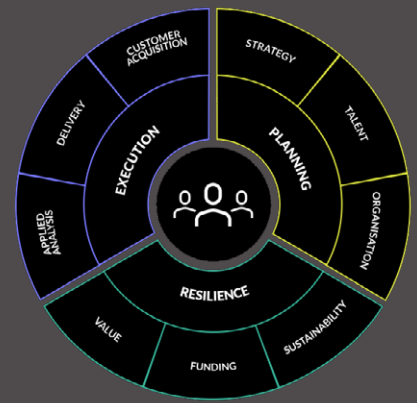 CUSTOMER
ACQUISITION
STRATEGY
DELIVERY
TALENT
EXECUTION
PLANNING
APPLIED
ANALYSIS
ORGANISATION
RESILIENCE
VALUE
FUNDING
SUSTAINABILITY